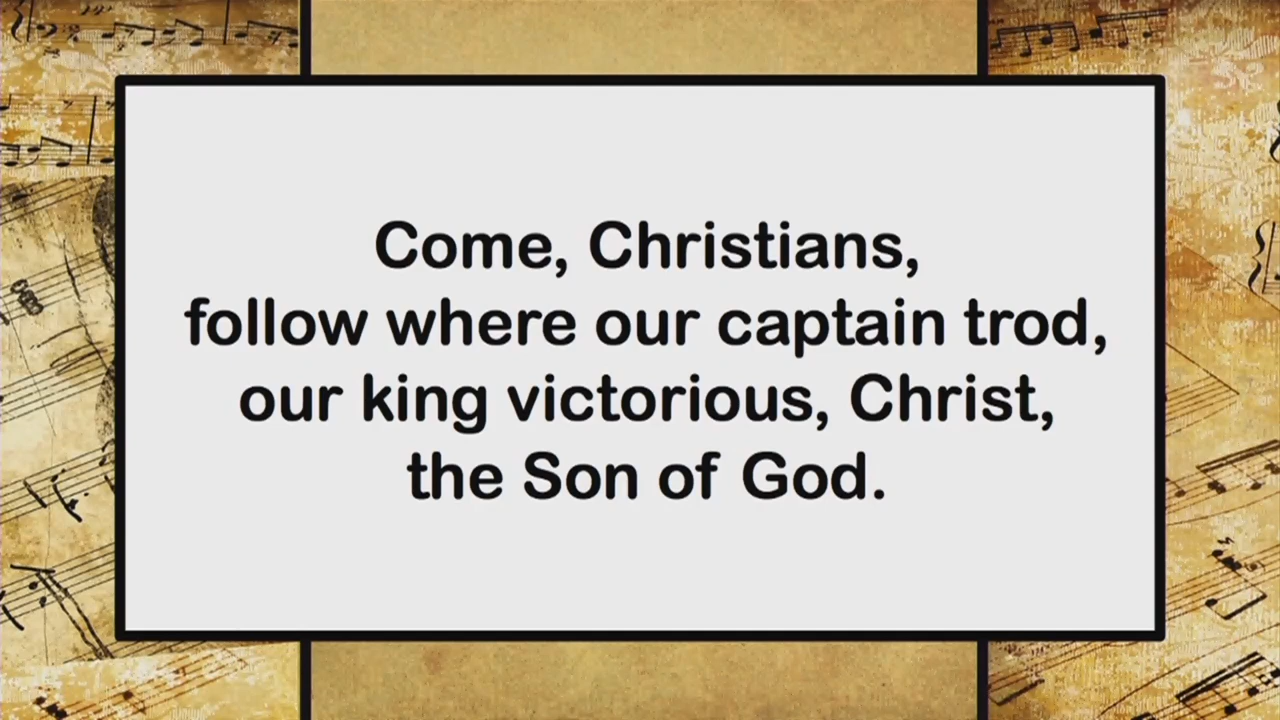 Come, Christians,
follow where our captain trod,
our king victorious, Christ,
the Son of God.